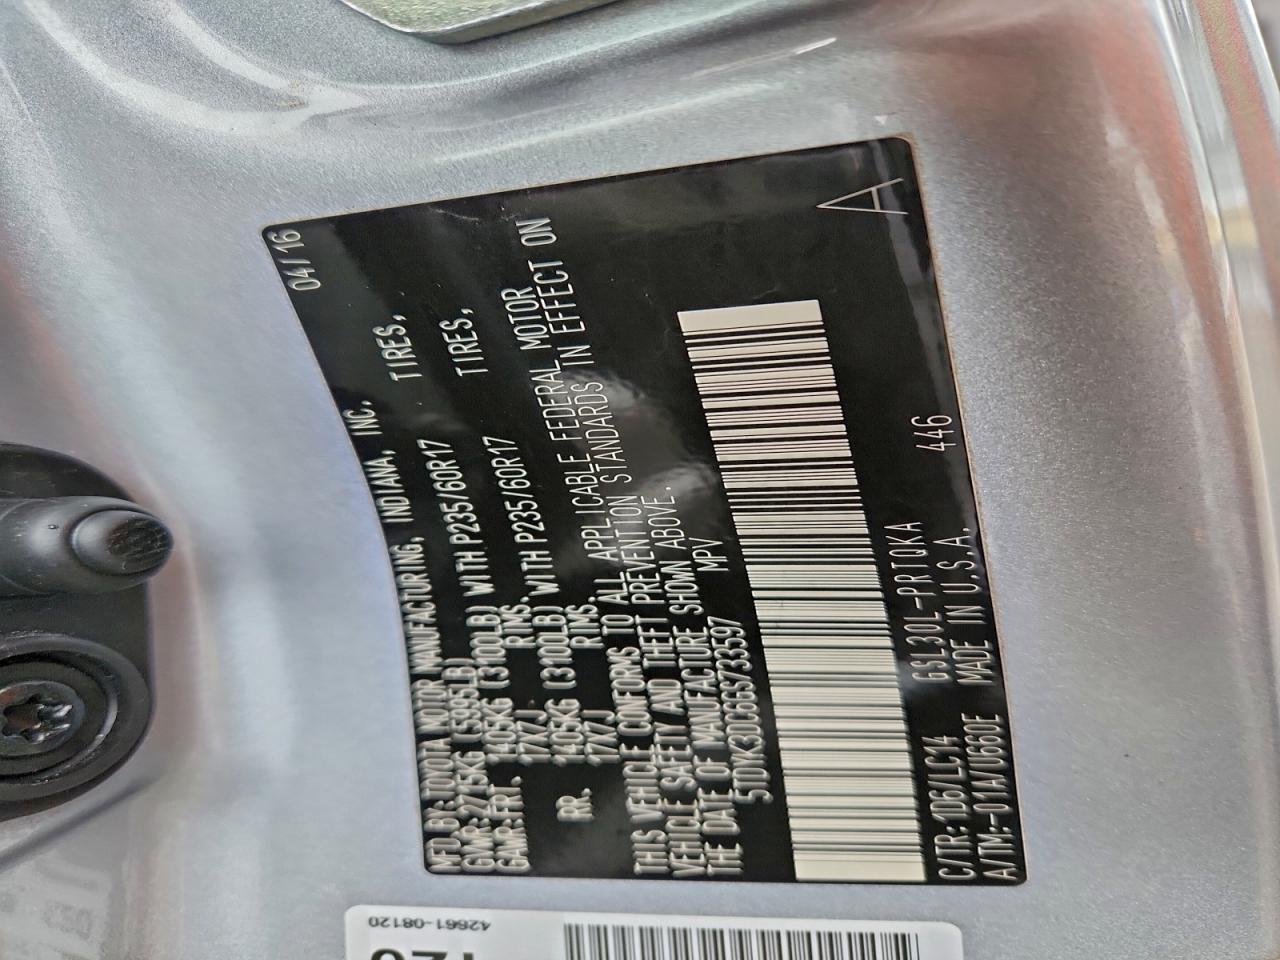 04/16
MFD. BY: TOYOTA MOTOR MANUFACTURING, INDIANA, INC.
GVWR: 2715KG (5995LB)
GAWR: FRT. 1405KG (3100LB) WITH P235/60R17 TIRES,
17X7J RIMS.
RR. 1405KG (3100LB) WITH P235/60R17 TIRES,
17X7J RIMS.
THIS VEHICLE CONFORMS TO ALL APPLICABLE FEDERAL MOTOR
VEHICLE SAFETY AND THEFT PREVENTION STANDARDS IN EFFECT ON
THE DATE OF MANUFACTURE SHOWN ABOVE.
5TDYK3DC6GS733597 MPV
A
C/TR: 1D6/LC14 GSL30L-PRTQKA 446
A/TM:-01A/U660E MADE IN U.S.A.
42661-08120